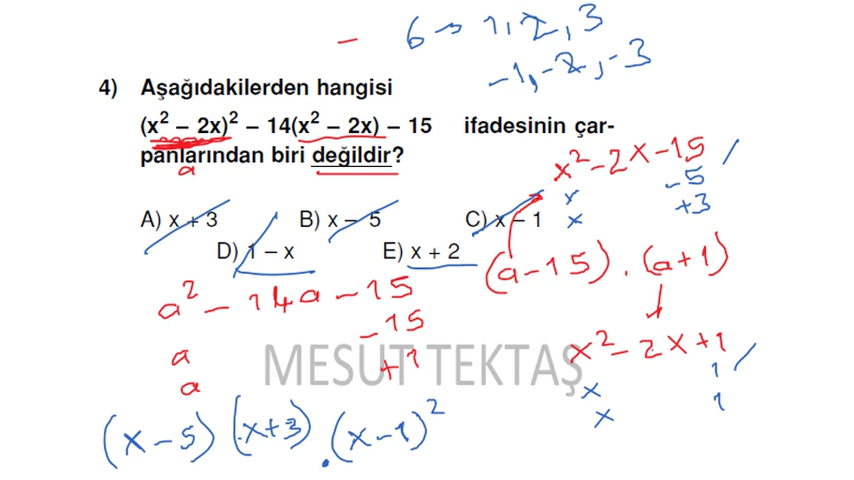 6 → 1, 2, 3
-1, -2, -3
4) Aşağıdakilerden hangisi
(x² – 2x)² – 14(x² – 2x) – 15 ifadesinin çar-
panlarından biri değildir?
a
x² - 2x - 15
x -5
x +3
A) x + 3 B) x – 5 C) x – 1
D) 1 – x E) x + 2
(a - 15) . (a + 1)
a² - 14a - 15
a -15
a +1
x² - 2x + 1
x 1
x 1
MESUT TEKTAŞ
(x - 5) (x + 3) . (x - 1)²